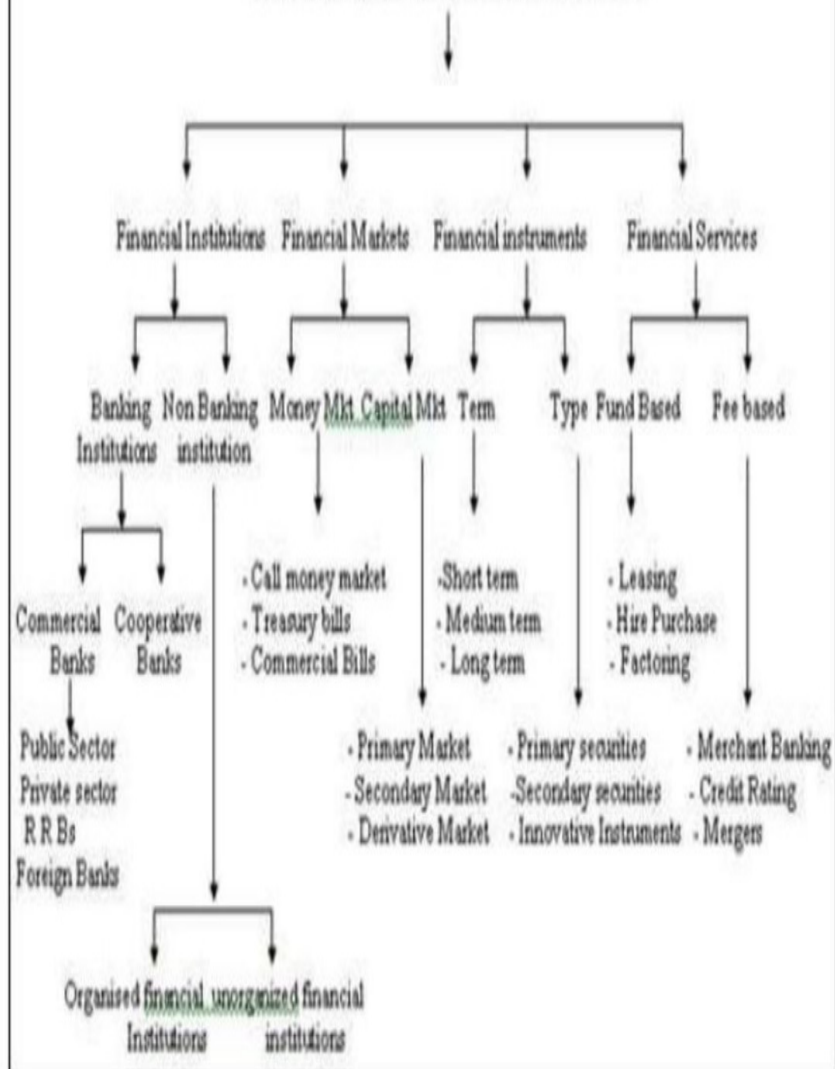 Financial Institutions Financial Markets Financial instruments Financial Services
Banking Non Banking Money Mkt Capital Mkt Term Type Fund Based Fee based
Institutions institution
- Call money market
- Treasury bills
- Commercial Bills
-Short term
- Medium term
- Long term
- Leasing
- Hire Purchase
- Factoring
Commercial Cooperative
Banks Banks
Public Sector
Private sector
R R Bs
Foreign Banks
- Primary Market
- Secondary Market
- Derivative Market
- Primary securities
-Secondary securities
- Innovative Instruments
- Merchant Banking
- Credit Rating
- Mergers
Organised financial unorganized financial
Institutions institutions